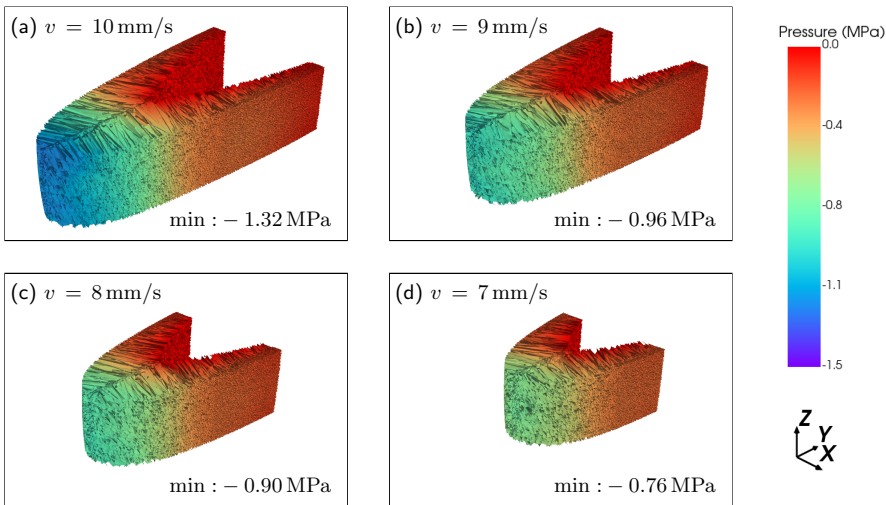 (a) v = 10 mm/s
min : − 1.32 MPa
(b) v = 9 mm/s
min : − 0.96 MPa
Pressure (MPa)
0.0
-0.4
-0.8
-1.1
-1.5
(c) v = 8 mm/s
min : − 0.90 MPa
(d) v = 7 mm/s
min : − 0.76 MPa
Z
Y
X